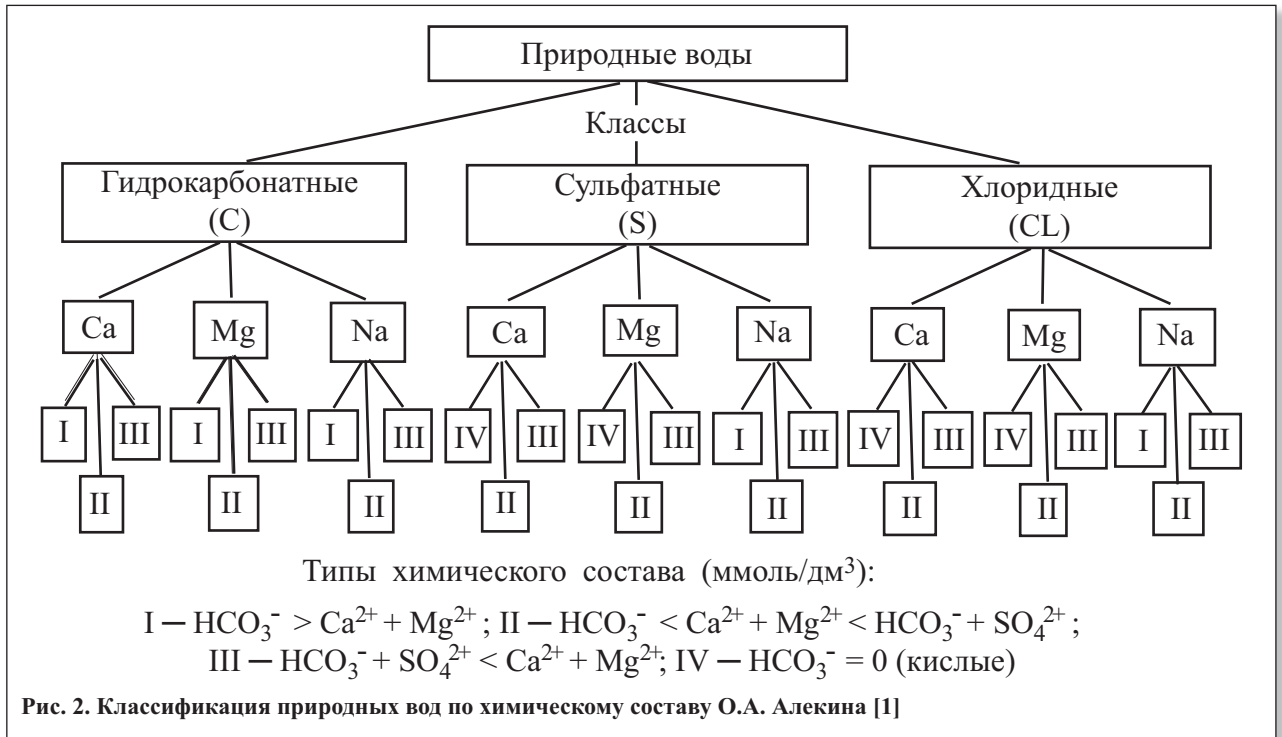 Природные воды
Классы
Гидрокарбонатные
(С)
Сульфатные
(S)
Хлоридные
(CL)
Ca Mg Na Ca Mg Na Ca Mg Na
I III I III I III IV III IV III I III IV III IV III I III
II II II II II II II II II
Типы химического состава (ммоль/дм³):
I — HCO₃⁻ > Ca²⁺ + Mg²⁺ ; II — HCO₃⁻ < Ca²⁺ + Mg²⁺ < HCO₃⁻ + SO₄²⁺ ;
III — HCO₃⁻ + SO₄²⁺ < Ca²⁺ + Mg²⁺; IV — HCO₃⁻ = 0 (кислые)
Рис. 2. Классификация природных вод по химическому составу О.А. Алекина [1]